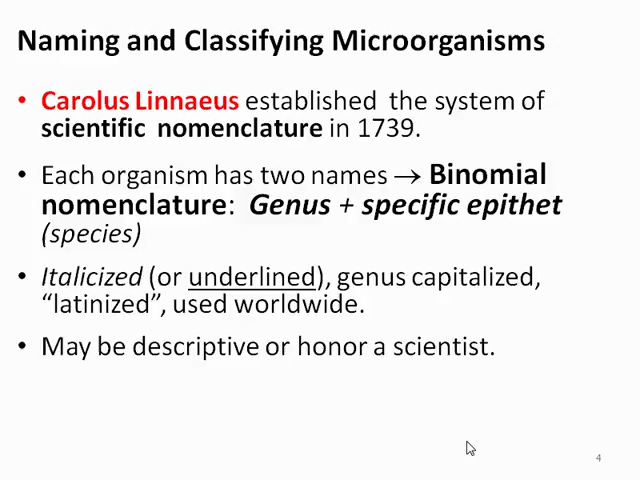 Naming and Classifying Microorganisms
• Carolus Linnaeus established the system of
scientific nomenclature in 1739.
• Each organism has two names → Binomial
nomenclature: Genus + specific epithet
(species)
• Italicized (or underlined), genus capitalized,
“latinized”, used worldwide.
• May be descriptive or honor a scientist.
4